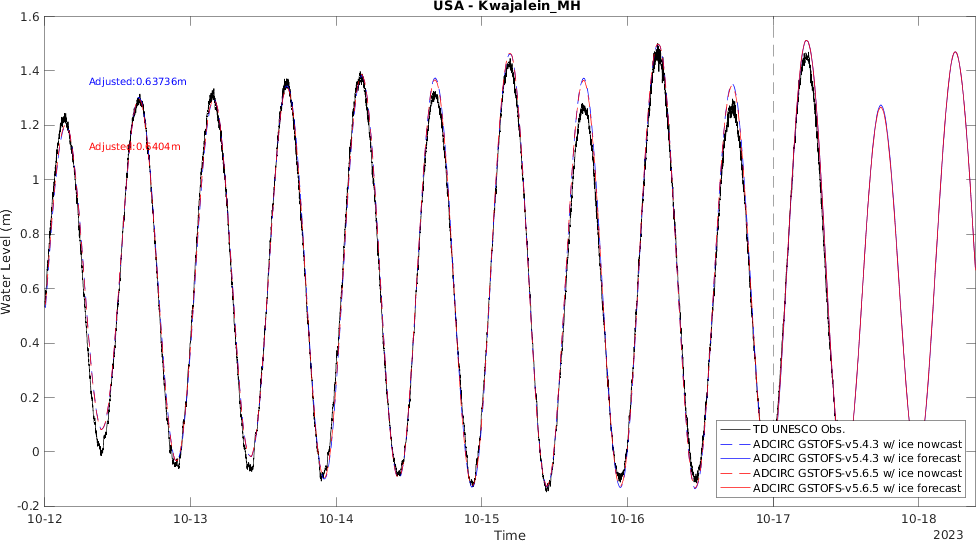 USA - Kwajalein_MH
1.6
1.4
1.2
1
0.8
0.6
0.4
0.2
0
-0.2
Water Level (m)
Adjusted:0.63736m
Adjusted:0.6404m
TD UNESCO Obs.
ADCIRC GSTOFS-v5.4.3 w/ ice nowcast
ADCIRC GSTOFS-v5.4.3 w/ ice forecast
ADCIRC GSTOFS-v5.6.5 w/ ice nowcast
ADCIRC GSTOFS-v5.6.5 w/ ice forecast
10-12 10-13 10-14 10-15 10-16 10-17 10-18
Time
2023